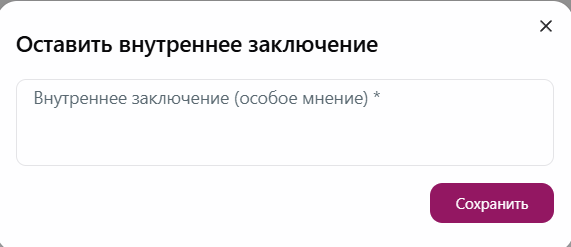 Оставить внутреннее заключение
Внутреннее заключение (особое мнение) *
Сохранить